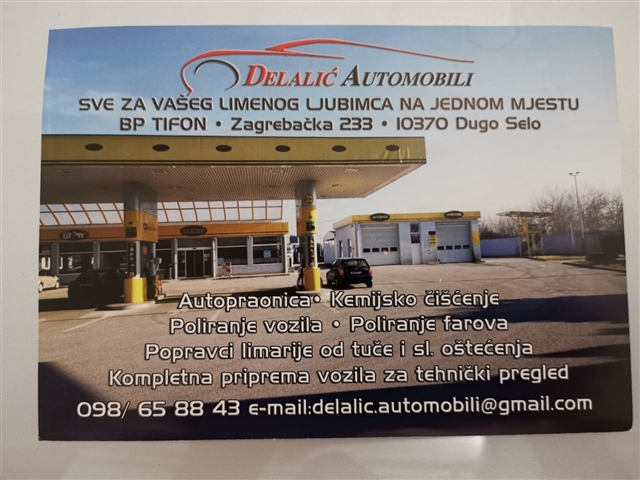 DELALIĆ AUTOMOBILI
SVE ZA VAŠEG LIMENOG LJUBIMCA NA JEDNOM MJESTU
BP TIFON • Zagrebačka 233 • 10370 Dugo Selo
Autopraonica • Kemijsko čišćenje
Poliranje vozila • Poliranje farova
Popravci limarije od tuče i sl. oštećenja
Kompletna priprema vozila za tehnički pregled
098/ 65 88 43 e-mail:delalic.automobili@gmail.com